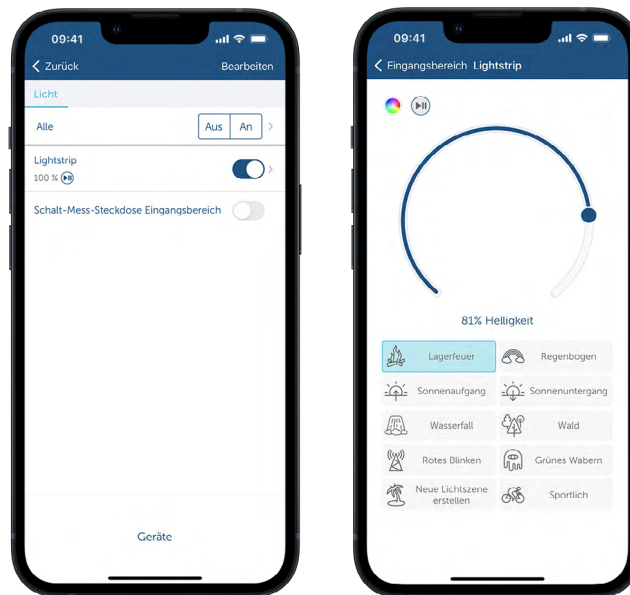 09:41
Zurück
Bearbeiten
Licht
Alle
Aus
An
Lightstrip
100 %
Schalt-Mess-Steckdose Eingangsbereich
Geräte
09:41
Eingangsbereich Lightstrip
81% Helligkeit
Lagerfeuer
Regenbogen
Sonnenaufgang
Sonnenuntergang
Wasserfall
Wald
Rotes Blinken
Grünes Wabern
Neue Lichtszene
erstellen
Sportlich